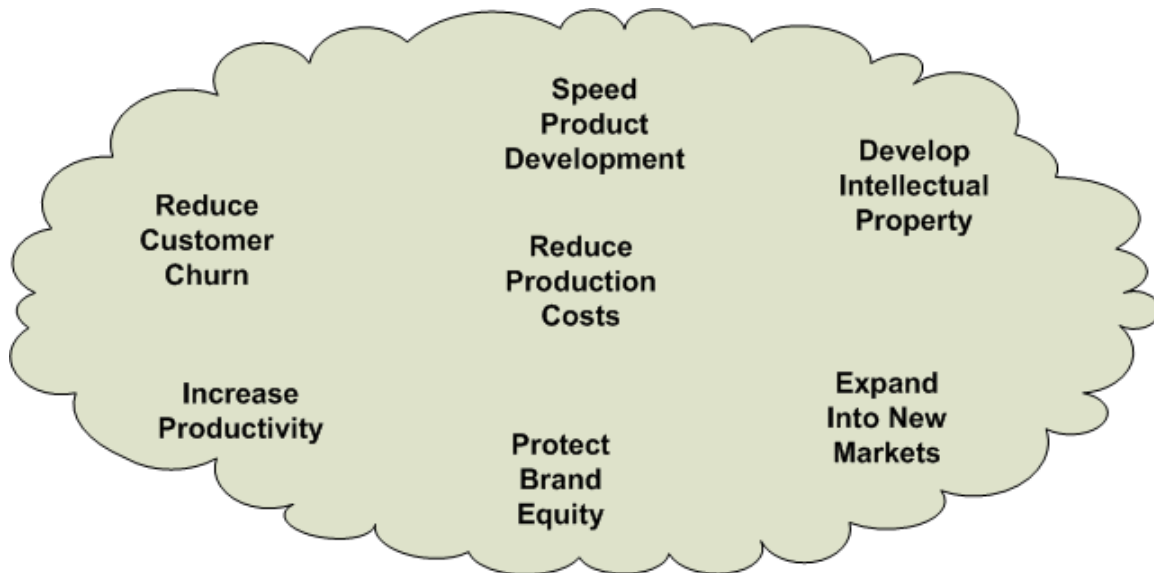 Speed
Product
Development
Develop
Intellectual
Property
Reduce
Customer
Churn
Reduce
Production
Costs
Increase
Productivity
Expand
Into New
Markets
Protect
Brand
Equity